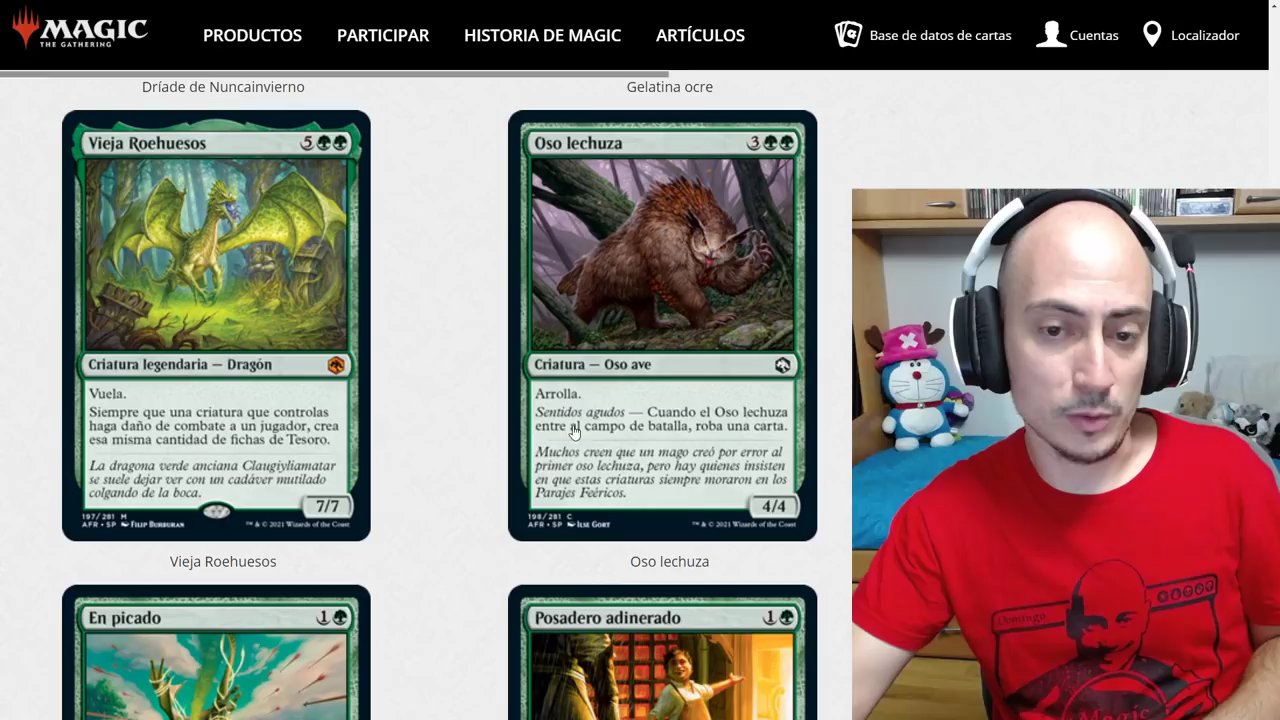 MAGIC
THE GATHERING
PRODUCTOS PARTICIPAR HISTORIA DE MAGIC ARTÍCULOS Base de datos de cartas Cuentas Localizador
Dríade de Nuncainvierno
Gelatina ocre
Vieja Roehuesos 5
Criatura legendaria — Dragón
Vuela.
Siempre que una criatura que controlas
haga daño de combate a un jugador, crea
esa misma cantidad de fichas de Tesoro.
La dragona verde anciana Claugiyliamatar
se suele dejar ver con un cadáver mutilado
colgando de la boca.
7/7
197/281 M
AFR • SP Filip Burburan
™ & © 2021 Wizards of the Coast
Vieja Roehuesos
Oso lechuza 3
Criatura — Oso ave
Arrolla.
Sentidos agudos — Cuando el Oso lechuza
entre al campo de batalla, roba una carta.
Muchos creen que un mago creó por error al
primer oso lechuza, pero hay quienes insisten
en que estas criaturas siempre moraron en los
Parajes Feéricos.
4/4
198/281 C
AFR • SP Ilse Gort
™ & © 2021 Wizards of the Coast
Oso lechuza
En picado 1
Posadero adinerado 1
Domingo
Magic